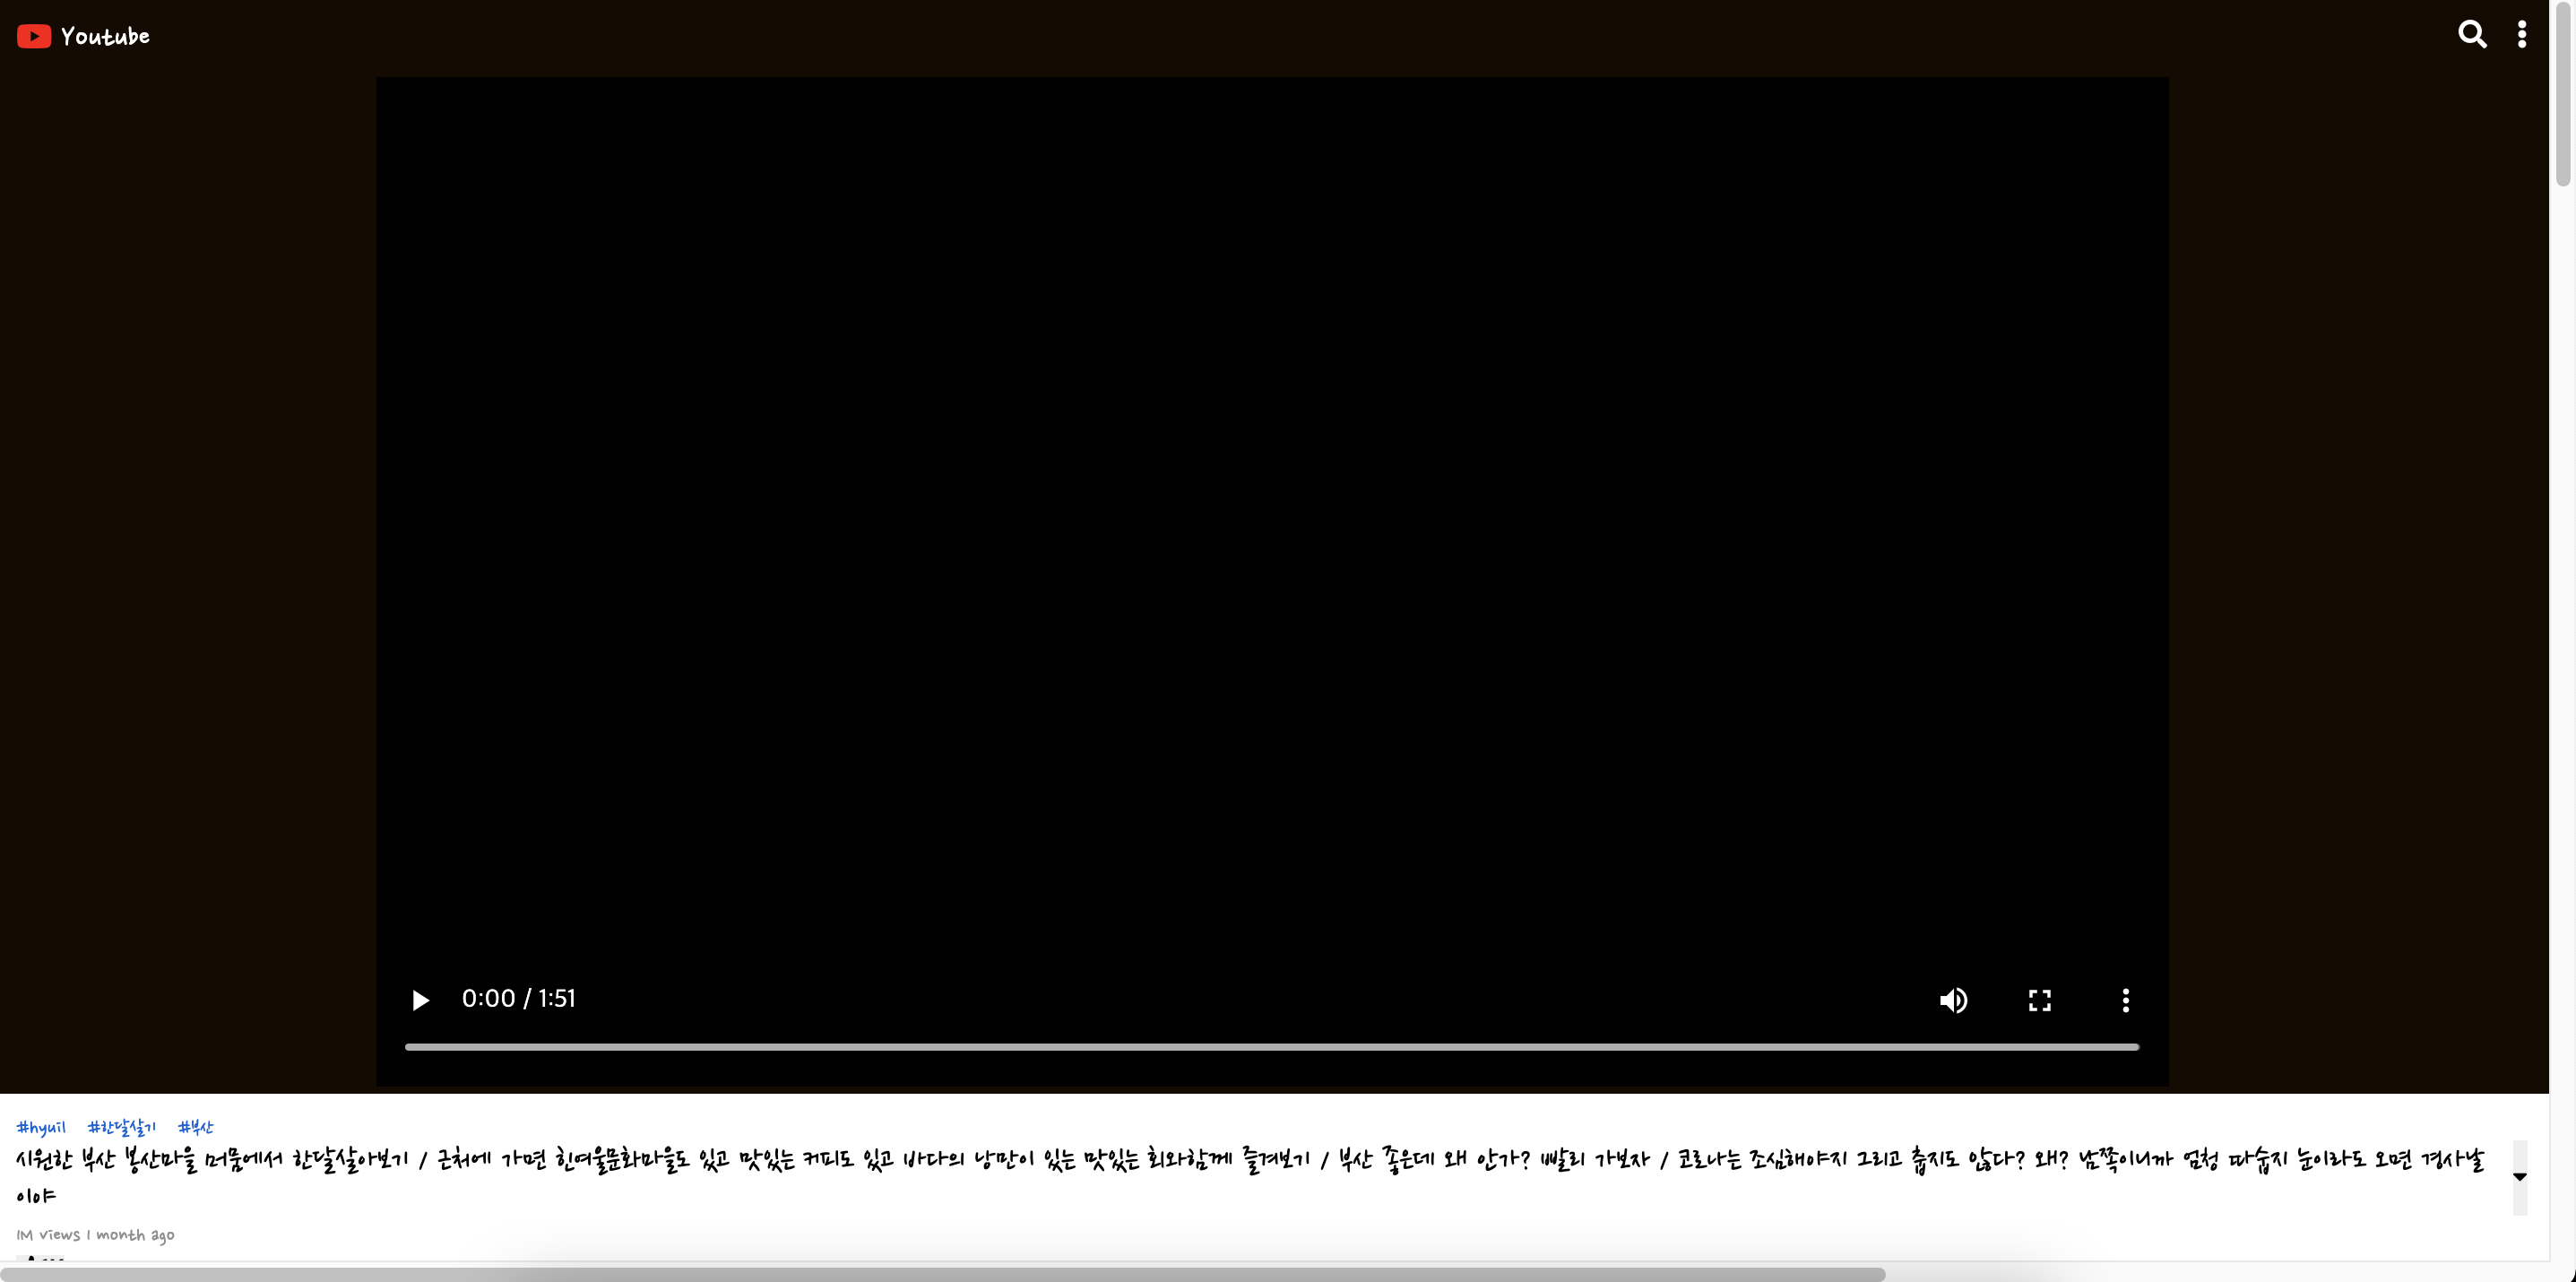 Youtube
0:00 / 1:51
#hyuil #한달살기 #부산
시원한 부산 봉산마을 머뭄에서 한달살아보기 / 근처에 가면 힌여울문화마을도 있고 맛있는 커피도 있고 바다의 낭만이 있는 맛있는 회와함께 즐겨보기 / 부산 좋은데 왜 안가? 빨리 가보자 / 코로나는 조심해야지 그리고 춥지도 않다? 왜? 남쪽이니까 엄청 따숩지 눈이라도 오면 경사날
이야
1M views 1 month ago